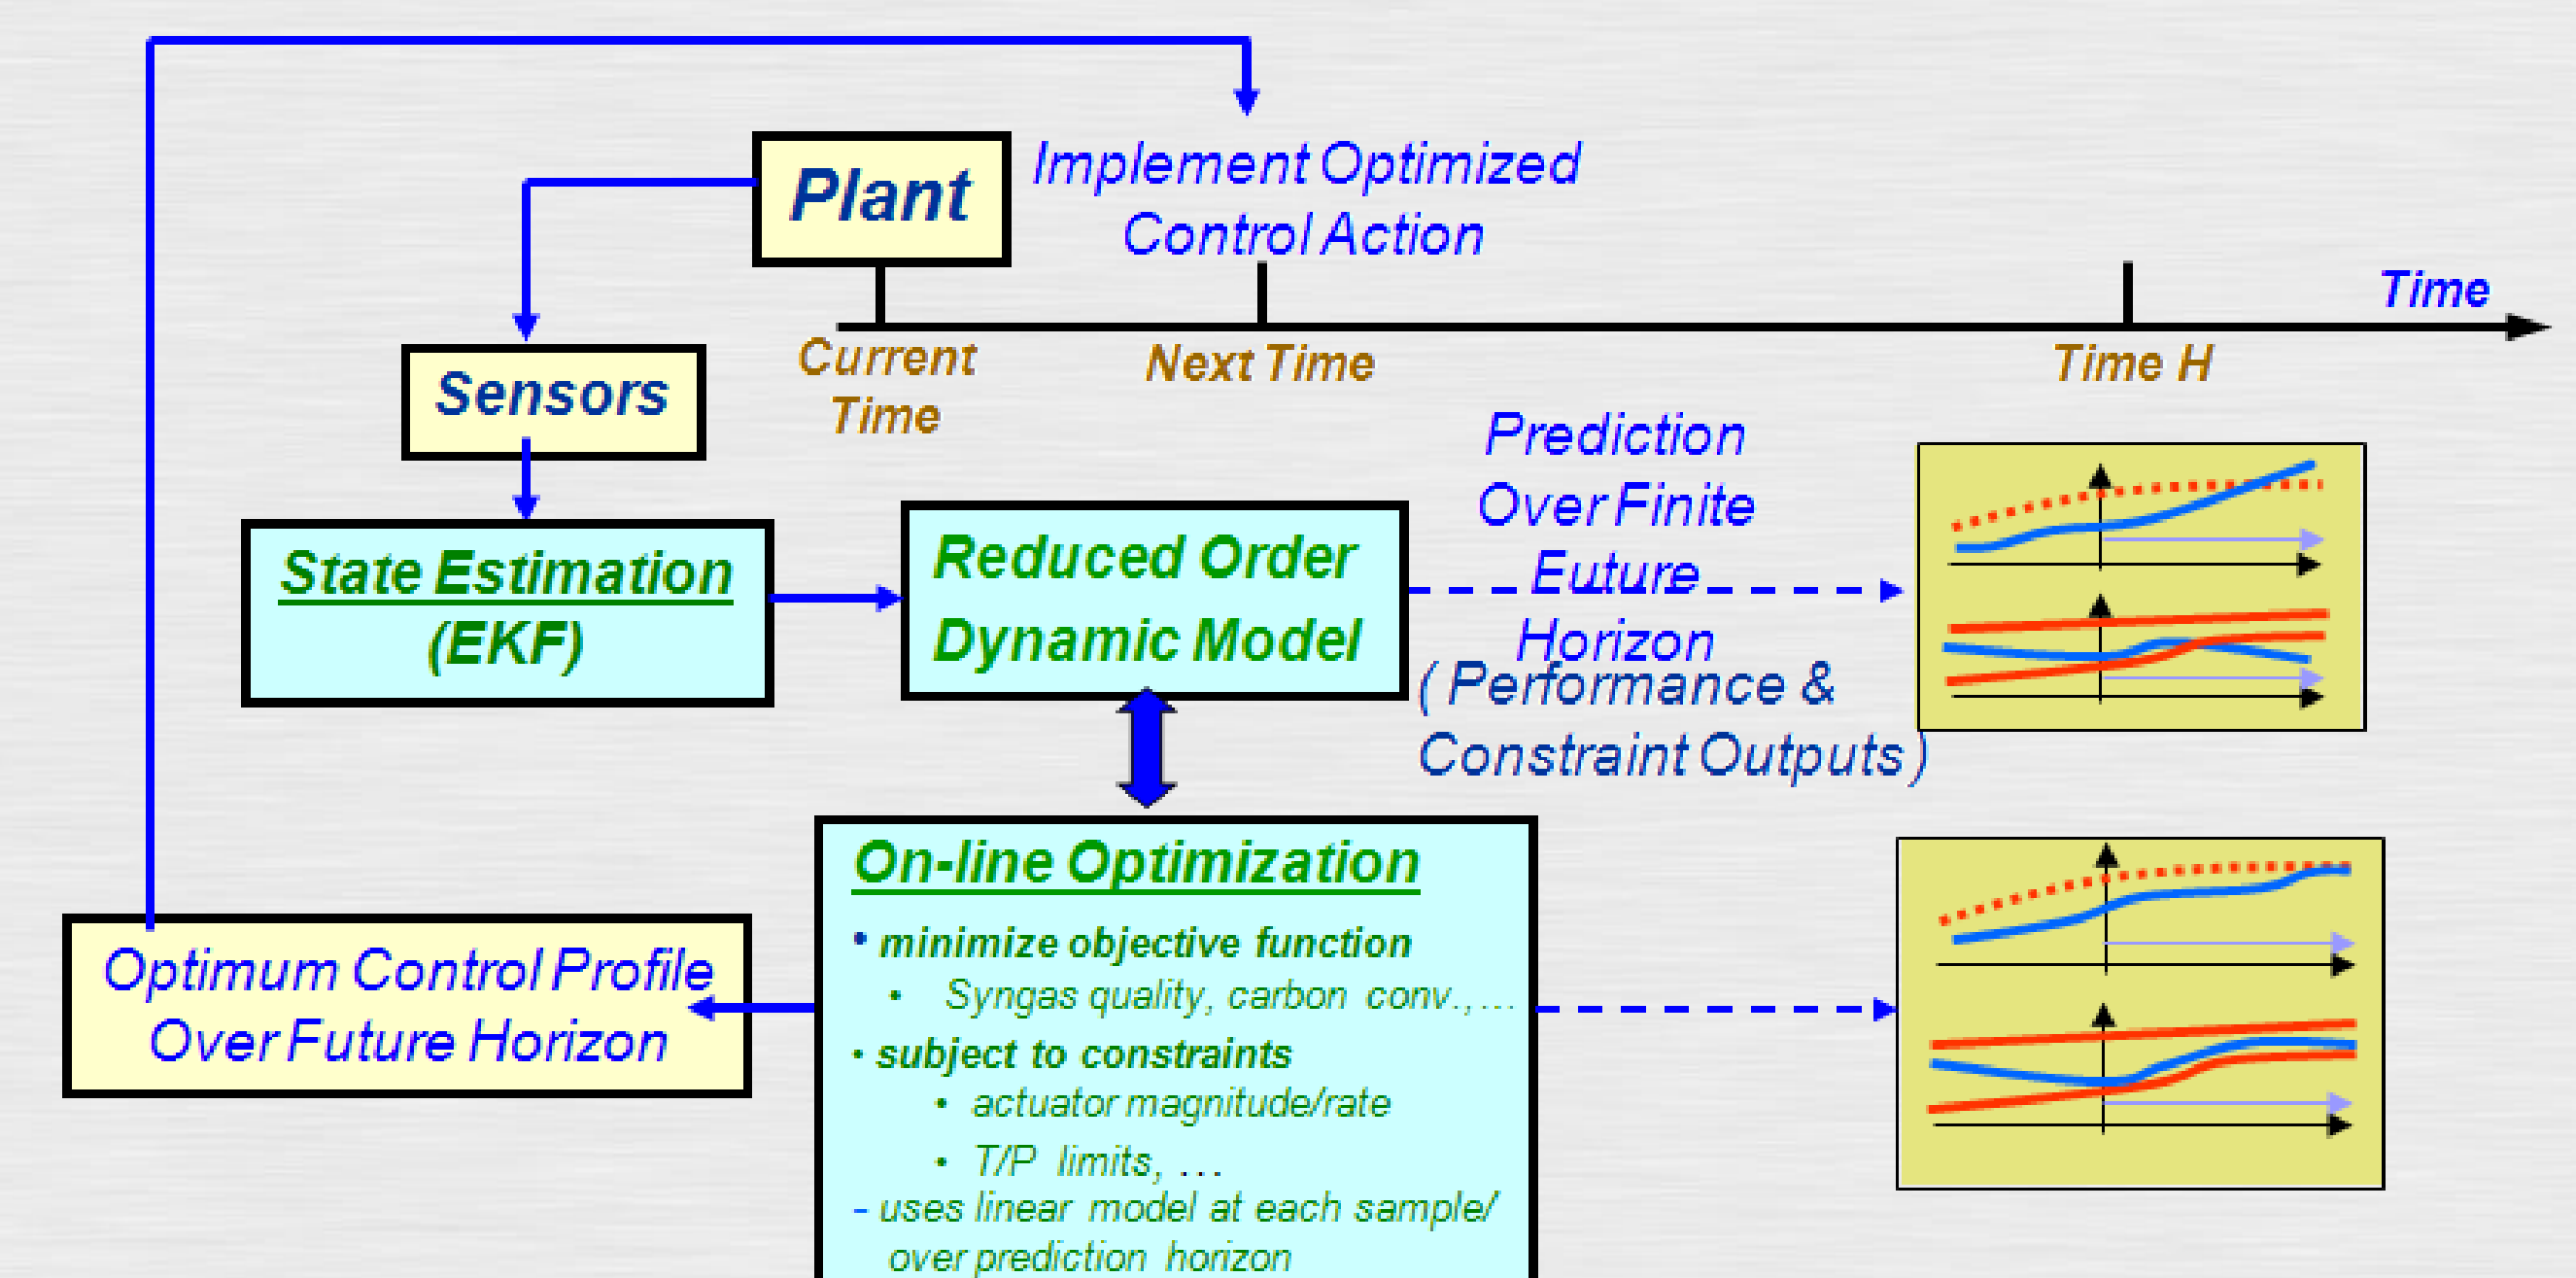 Plant
Implement Optimized
Control Action
Time
Current
Time
Next Time
Time H
Sensors
Prediction
Over Finite
Future
Horizon
( Performance &
Constraint Outputs )
State Estimation
(EKF)
Reduced Order
Dynamic Model
On-line Optimization
• minimize objective function
• Syngas quality, carbon conv.,...
• subject to constraints
• actuator magnitude/rate
• T/P limits, ...
- uses linear model at each sample/
over prediction horizon
Optimum Control Profile
Over Future Horizon